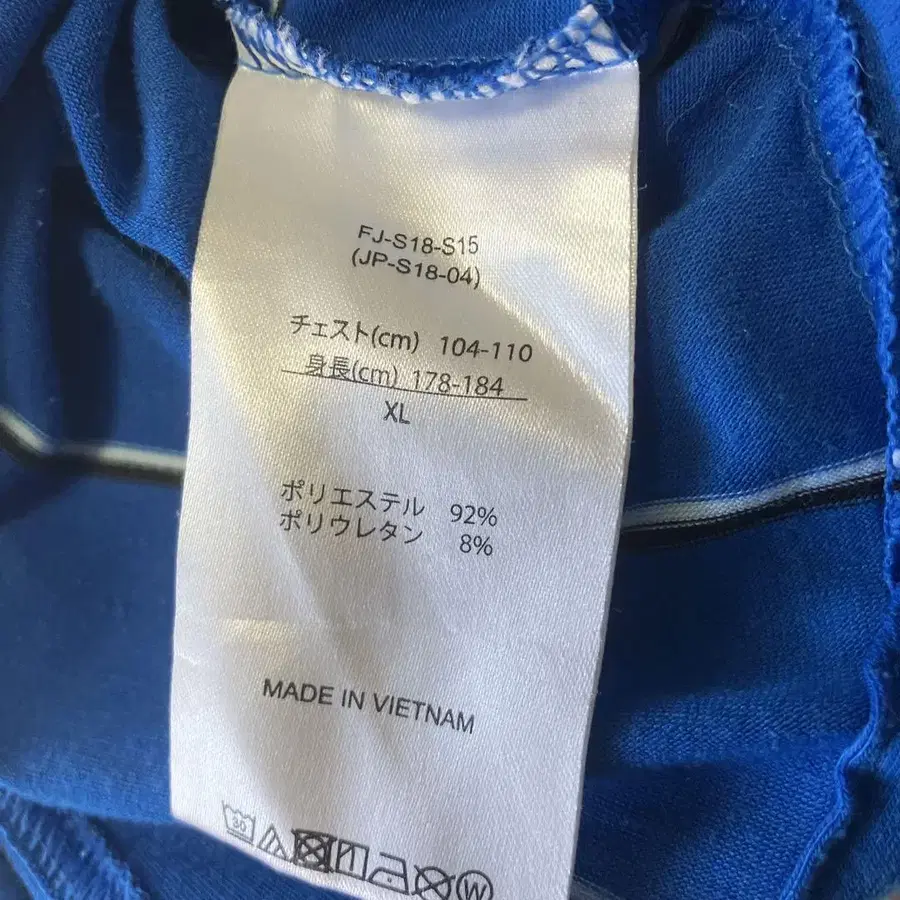 FJ-S18-S15
(JP-S18-04)
チェスト(cm) 104-110
身長(cm) 178-184
XL
ポリエステル 92%
ポリウレタン 8%
MADE IN VIETNAM
30
W